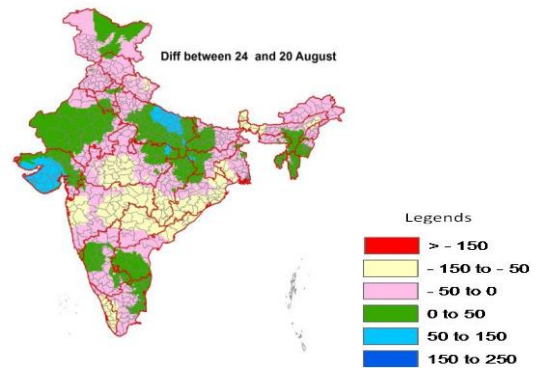 Diff between 24 and 20 August
Legends
> - 150
- 150 to - 50
- 50 to 0
0 to 50
50 to 150
150 to 250